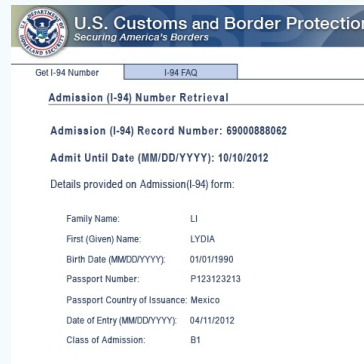 U.S. Customs and Border Protection
Securing America's Borders
Get I-94 Number
I-94 FAQ
Admission (I-94) Number Retrieval
Admission (I-94) Record Number: 69000888062
Admit Until Date (MM/DD/YYYY): 10/10/2012
Details provided on Admission(I-94) form:
Family Name: LI
First (Given) Name: LYDIA
Birth Date (MM/DD/YYYY): 01/01/1990
Passport Number: P123123213
Passport Country of Issuance: Mexico
Date of Entry (MM/DD/YYYY): 04/11/2012
Class of Admission: B1